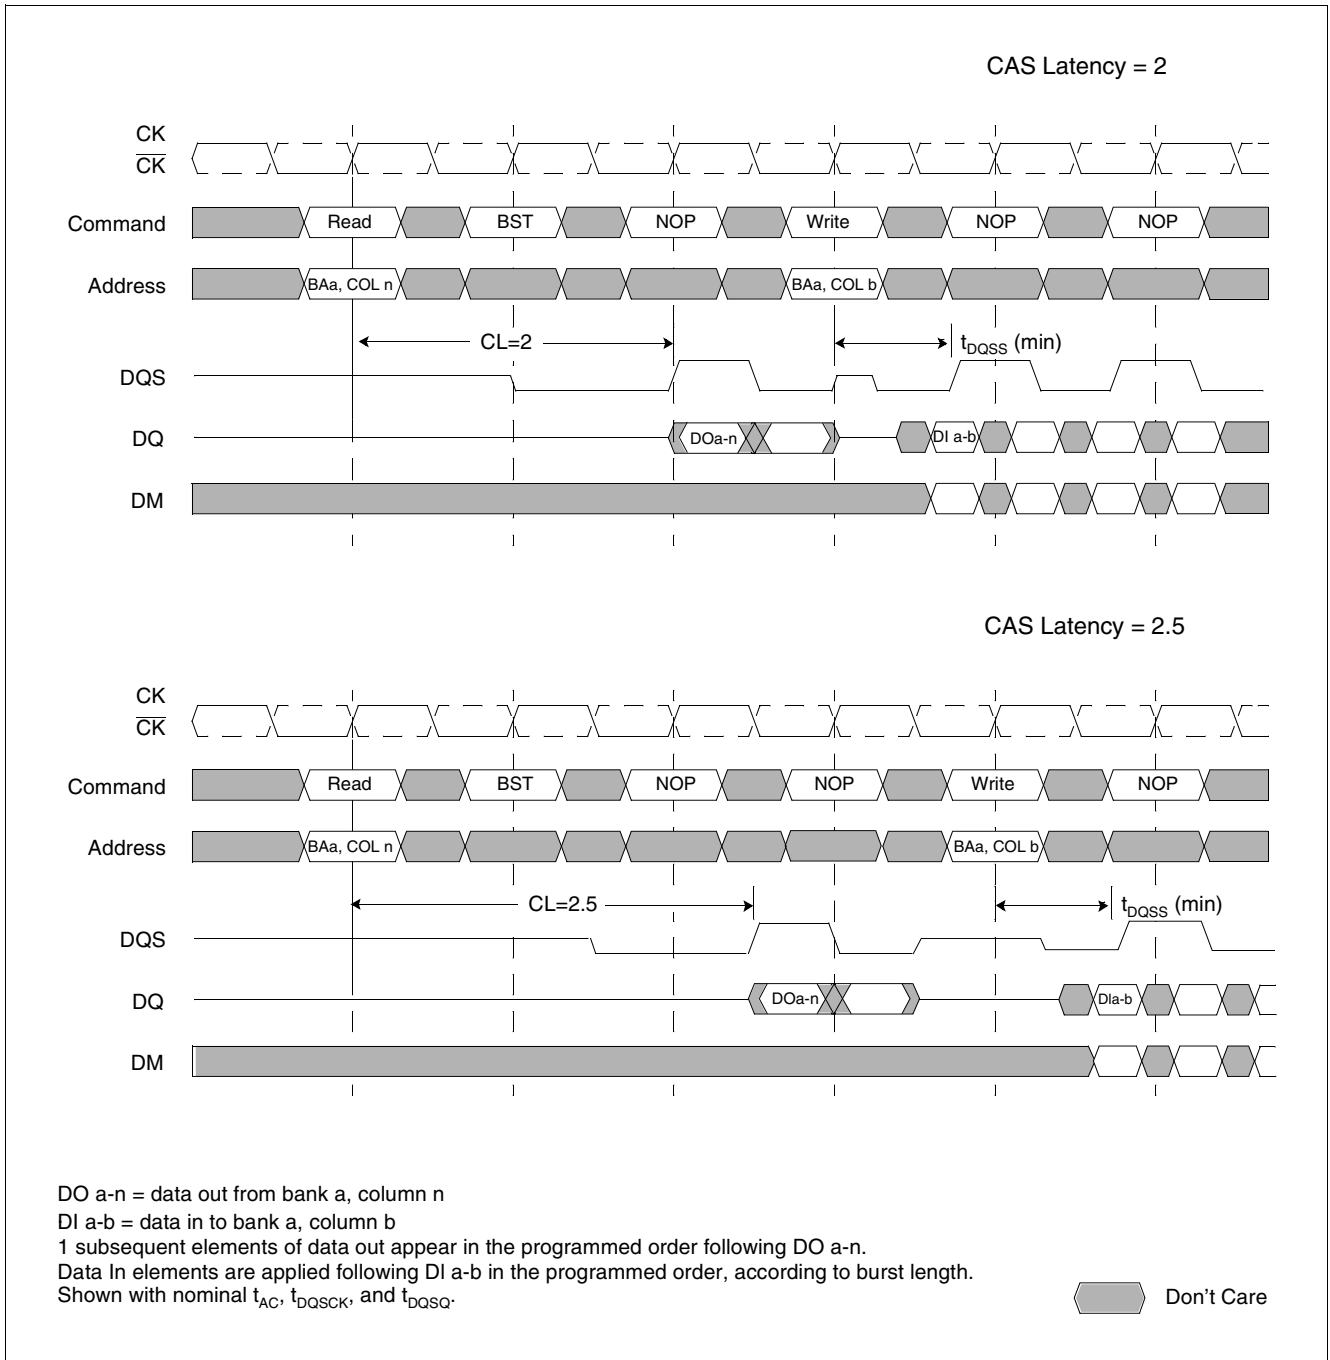 CAS Latency = 2
CK
CK
Command Read BST NOP Write NOP NOP
Address BAa, COL n BAa, COL b
CL=2 tDQSS (min)
DQS
DQ DOa-n DI a-b
DM
CAS Latency = 2.5
CK
CK
Command Read BST NOP NOP Write NOP
Address BAa, COL n BAa, COL b
CL=2.5 tDQSS (min)
DQS
DQ DOa-n DIa-b
DM
DO a-n = data out from bank a, column n
DI a-b = data in to bank a, column b
1 subsequent elements of data out appear in the programmed order following DO a-n.
Data In elements are applied following DI a-b in the programmed order, according to burst length.
Shown with nominal tAC, tDQSCK, and tDQSQ.
Don't Care